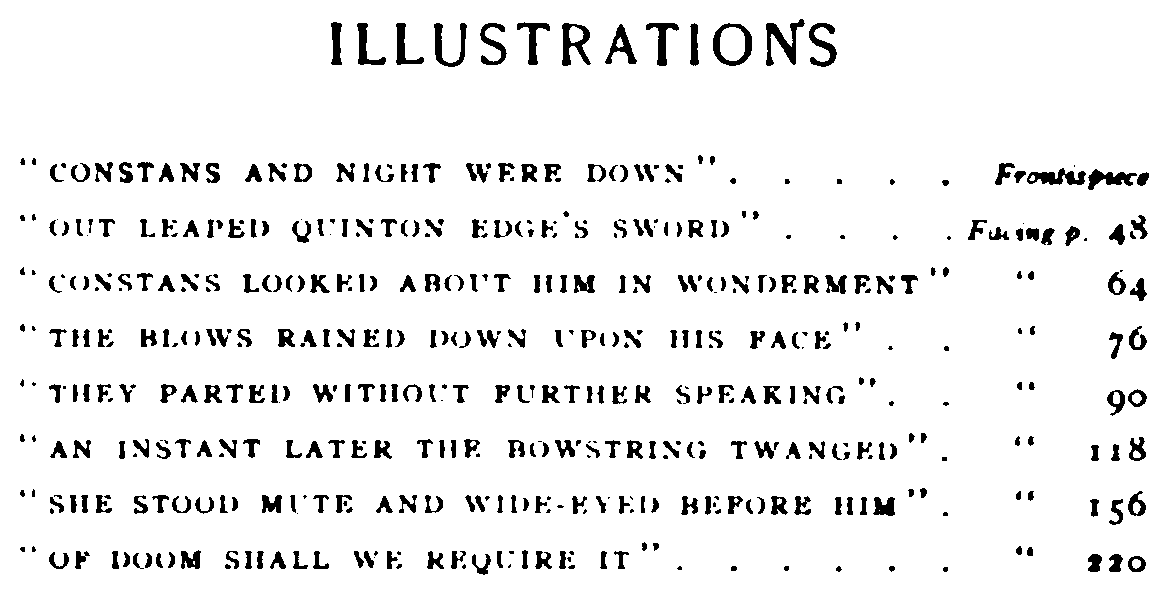 ILLUSTRATIONS
"CONSTANS AND NIGHT WERE DOWN" . . . . . Frontispiece
"OUT LEAPED QUINTON EDGE'S SWORD" . . . . Facing p. 48
"CONSTANS LOOKED ABOUT HIM IN WONDERMENT" " 64
"THE BLOWS RAINED DOWN UPON HIS FACE" . . " 76
"THEY PARTED WITHOUT FURTHER SPEAKING" . . " 90
"AN INSTANT LATER THE BOWSTRING TWANGED" . " 118
"SHE STOOD MUTE AND WIDE-EYED BEFORE HIM" . " 156
"OF DOOM SHALL WE REQUIRE IT" . . . . . . " 220